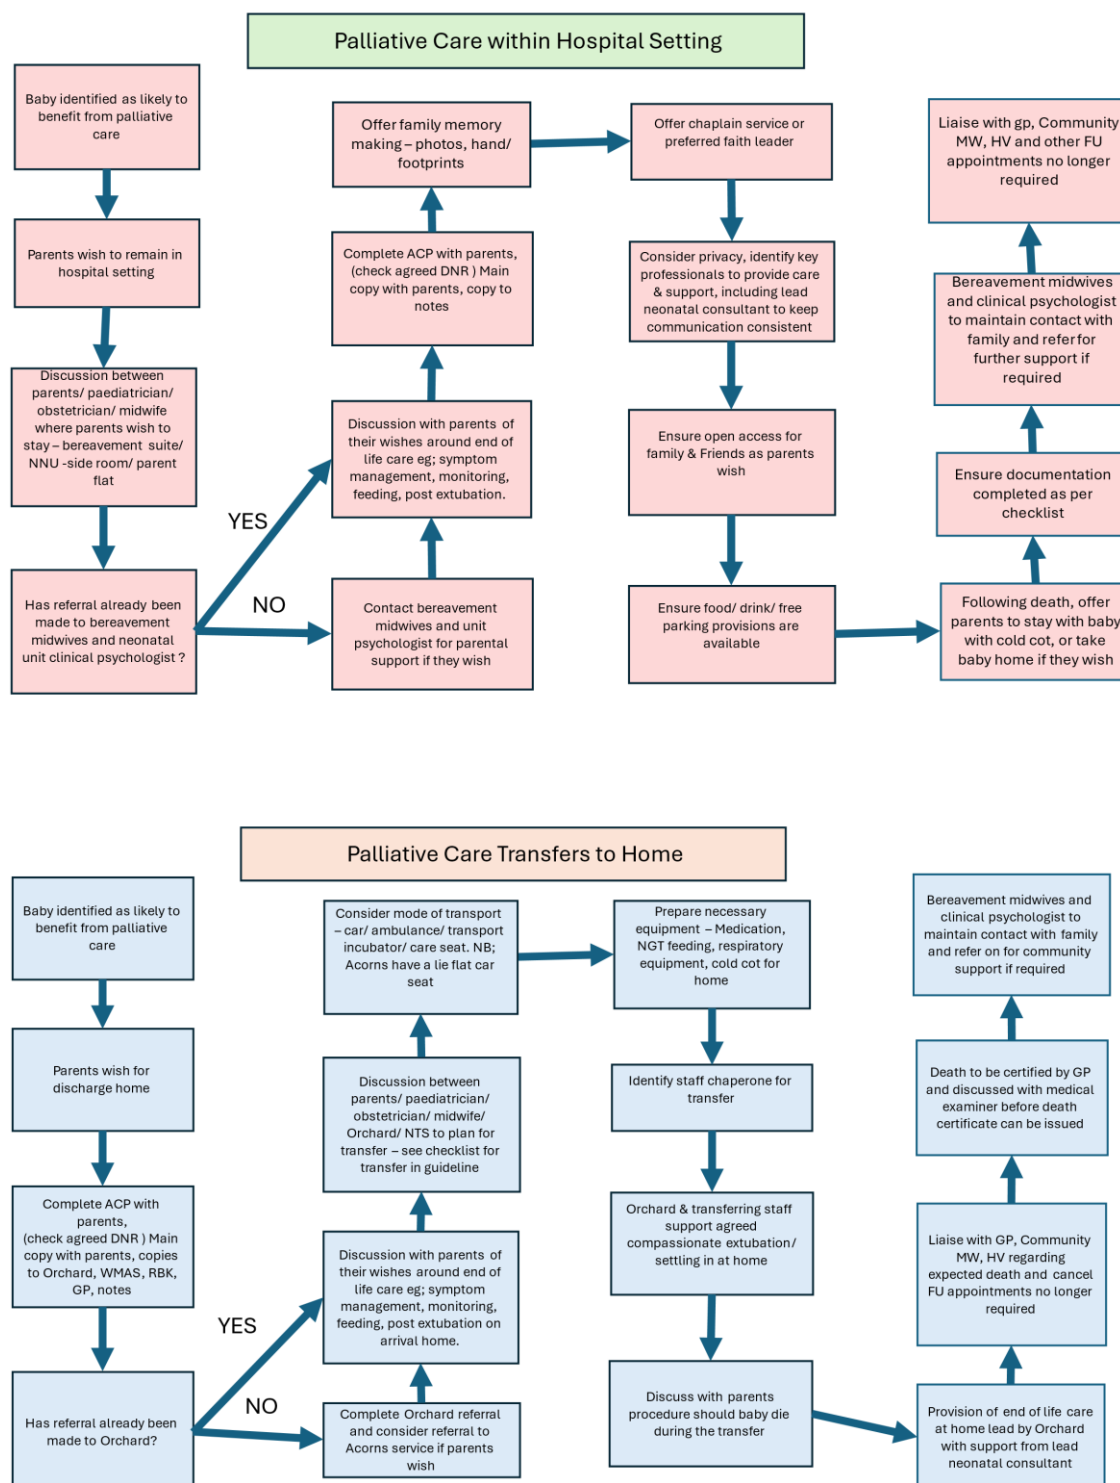 Palliative Care within Hospital Setting
Baby identified as likely to
benefit from palliative
care
Parents wish to remain in
hospital setting
Discussion between
parents/ paediatrician/
obstetrician/ midwife
where parents wish to
stay – bereavement suite/
NNU -side room/ parent
flat
Has referral already been
made to bereavement
midwives and neonatal
unit clinical psychologist ?
YES
NO
Contact bereavement
midwives and unit
psychologist for parental
support if they wish
Discussion with parents of
their wishes around end of
life care eg; symptom
management, monitoring,
feeding, post extubation.
Complete ACP with parents,
(check agreed DNR ) Main
copy with parents, copy to
notes
Offer family memory
making – photos, hand/
footprints
Offer chaplain service or
preferred faith leader
Consider privacy, identify key
professionals to provide care
& support, including lead
neonatal consultant to keep
communication consistent
Ensure open access for
family & Friends as parents
wish
Ensure food/ drink/ free
parking provisions are
available
Following death, offer
parents to stay with baby
with cold cot, or take
baby home if they wish
Ensure documentation
completed as per
checklist
Bereavement midwives
and clinical psychologist
to maintain contact with
family and refer for
further support if
required
Liaise with gp, Community
MW, HV and other FU
appointments no longer
required
Palliative Care Transfers to Home
Baby identified as likely to
benefit from palliative
care
Parents wish for
discharge home
Complete ACP with
parents,
(check agreed DNR ) Main
copy with parents, copies
to Orchard, WMAS, RBK,
GP, notes
Has referral already been
made to Orchard?
YES
NO
Complete Orchard referral
and consider referral to
Acorns service if parents
wish
Discussion with parents of
their wishes around end of
life care eg; symptom
management, monitoring,
feeding, post extubation on
arrival home.
Discussion between
parents/ paediatrician/
obstetrician/ midwife/
Orchard/ NTS to plan for
transfer – see checklist for
transfer in guideline
Consider mode of transport
– car/ ambulance/ transport
incubator/ care seat. NB;
Acorns have a lie flat car
seat
Prepare necessary
equipment – Medication,
NGT feeding, respiratory
equipment, cold cot for
home
Identify staff chaperone for
transfer
Orchard & transferring staff
support agreed
compassionate extubation/
settling in at home
Discuss with parents
procedure should baby die
during the transfer
Provision of end of life care
at home lead by Orchard
with support from lead
neonatal consultant
Liaise with GP, Community
MW, HV regarding
expected death and cancel
FU appointments no longer
required
Death to be certified by GP
and discussed with medical
examiner before death
certificate can be issued
Bereavement midwives and
clinical psychologist to
maintain contact with family
and refer on for community
support if required